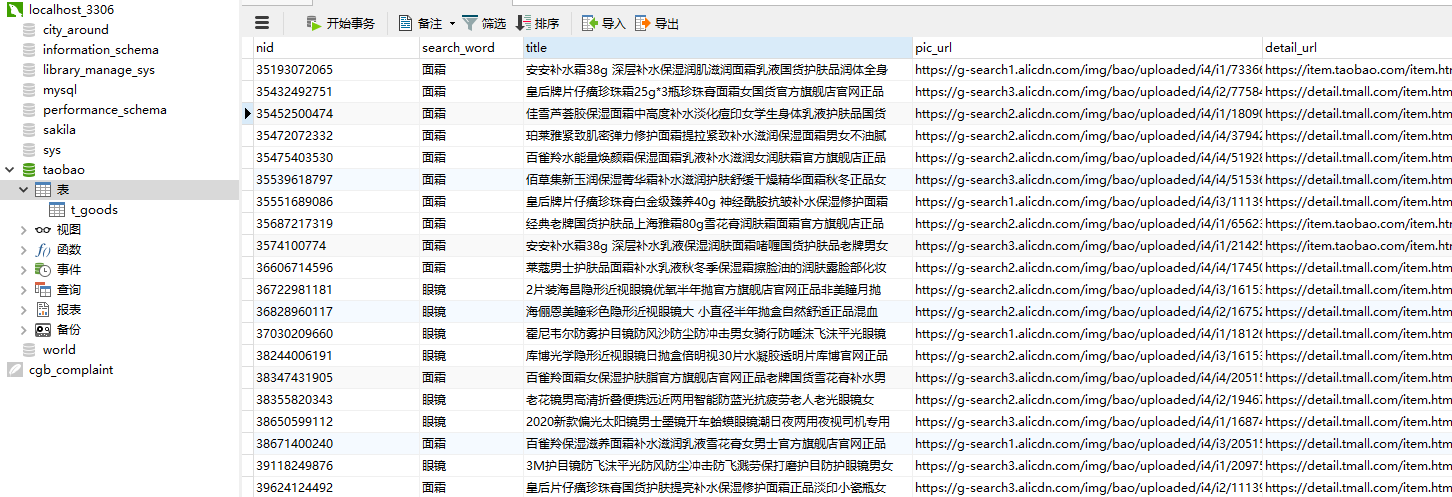 localhost_3306
city_around
information_schema
library_manage_sys
mysql
performance_schema
sakila
sys
taobao
表
t_goods
视图
函数
事件
查询
报表
备份
world
cgb_complaint
开始事务 备注 筛选 排序 导入 导出
nid search_word title pic_url detail_url
35193072065 面霜 安安补水霜38g 深层补水保湿润肌滋润面霜乳液国货护肤品润体全身 https://g-search1.alicdn.com/img/bao/uploaded/i4/i1/73366 https://item.taobao.com/item.htm
35432492751 面霜 皇后牌片仔癀珍珠霜25g*3瓶珍珠膏面霜女国货官方旗舰店官网正品 https://g-search3.alicdn.com/img/bao/uploaded/i4/i2/77584 https://detail.tmall.com/item.htm
35452500474 面霜 佳雪芦荟胶保湿面霜中高度补水淡化痘印女学生身体乳液护肤品国货 https://g-search2.alicdn.com/img/bao/uploaded/i4/i1/18090 https://detail.tmall.com/item.htm
35472072332 面霜 珀莱雅紧致肌密弹力修护面霜提拉紧致补水滋润保湿面霜男女不油腻 https://g-search2.alicdn.com/img/bao/uploaded/i4/i4/37942 https://detail.tmall.com/item.htm
35475403530 面霜 百雀羚水能量焕颜霜保湿面霜乳液补水滋润女润肤霜官方旗舰店正品 https://g-search2.alicdn.com/img/bao/uploaded/i4/i4/51928 https://detail.tmall.com/item.htm
35539618797 面霜 佰草集新玉润保湿菁华霜补水滋润护肤舒缓干燥精华面霜秋冬正品女 https://g-search3.alicdn.com/img/bao/uploaded/i4/i4/51536 https://detail.tmall.com/item.htm
35551689086 面霜 皇后牌片仔癀珍珠膏白金级臻养40g 神经酰胺抗皱补水保湿修护面霜 https://g-search2.alicdn.com/img/bao/uploaded/i4/i3/11139 https://detail.tmall.com/item.htm
35687217319 面霜 经典老牌国货护肤品上海雅霜80g雪花膏润肤霜面霜官方旗舰店正品 https://g-search2.alicdn.com/img/bao/uploaded/i4/i1/65623 https://item.taobao.com/item.htm
3574100774 面霜 安安补水霜38g 深层补水乳液保湿润肤面霜啫喱国货护肤品老牌男女 https://g-search3.alicdn.com/img/bao/uploaded/i4/i1/21425 https://item.taobao.com/item.htm
36606714596 面霜 莱蔻男士护肤品面霜补水乳液秋冬季保湿霜擦脸油的润肤露脸部化妆 https://g-search2.alicdn.com/img/bao/uploaded/i4/i4/17450 https://detail.tmall.com/item.htm
36722981181 眼镜 2片装海昌隐形近视眼镜优氧半年抛官方旗舰店官网正品非美瞳月抛 https://g-search2.alicdn.com/img/bao/uploaded/i4/i3/16153 https://detail.tmall.com/item.htm
36828960117 眼镜 海俪恩美瞳彩色隐形近视眼镜大 小直径半年抛盒自然舒适正品混血 https://g-search2.alicdn.com/img/bao/uploaded/i4/i2/16752 https://detail.tmall.com/item.htm
37030209660 眼镜 霍尼韦尔防雾护目镜防风沙防尘防冲击男女骑行防唾沫飞沫平光眼镜 https://g-search1.alicdn.com/img/bao/uploaded/i4/i1/18126 https://detail.tmall.com/item.htm
38244006191 眼镜 库博光学隐形近视眼镜日抛盒倍明视30片水凝胶透明片库博官网正品 https://g-search2.alicdn.com/img/bao/uploaded/i4/i3/16153 https://detail.tmall.com/item.htm
38347431905 面霜 百雀羚面霜女保湿护肤脂官方旗舰店官网正品老牌国货雪花膏补水男 https://g-search3.alicdn.com/img/bao/uploaded/i4/i4/20515 https://detail.tmall.com/item.htm
38355820343 眼镜 老花镜男高清折叠便携远近两用智能防蓝光抗疲劳老人老光眼镜女 https://g-search2.alicdn.com/img/bao/uploaded/i4/i2/19467 https://detail.tmall.com/item.htm
38650599112 眼镜 2020新款偏光太阳镜男士墨镜开车蛤蟆眼镜潮日夜两用夜视司机专用 https://g-search3.alicdn.com/img/bao/uploaded/i4/i1/16874 https://detail.tmall.com/item.htm
38671400240 面霜 百雀羚保湿滋养面霜补水滋润乳液雪花膏女男士官方旗舰店官网正品 https://g-search1.alicdn.com/img/bao/uploaded/i4/i3/20515 https://detail.tmall.com/item.htm
39118249876 眼镜 3M护目镜防飞沫平光防风防尘冲击防飞溅劳保打磨护目防护眼镜男女 https://g-search3.alicdn.com/img/bao/uploaded/i4/i1/20975 https://detail.tmall.com/item.htm
39624124492 面霜 皇后片仔癀珍珠膏国货护肤提亮补水保湿修护面霜正品淡印小瓷瓶女 https://g-search3.alicdn.com/img/bao/uploaded/i4/i2/11139 https://detail.tmall.com/item.htm